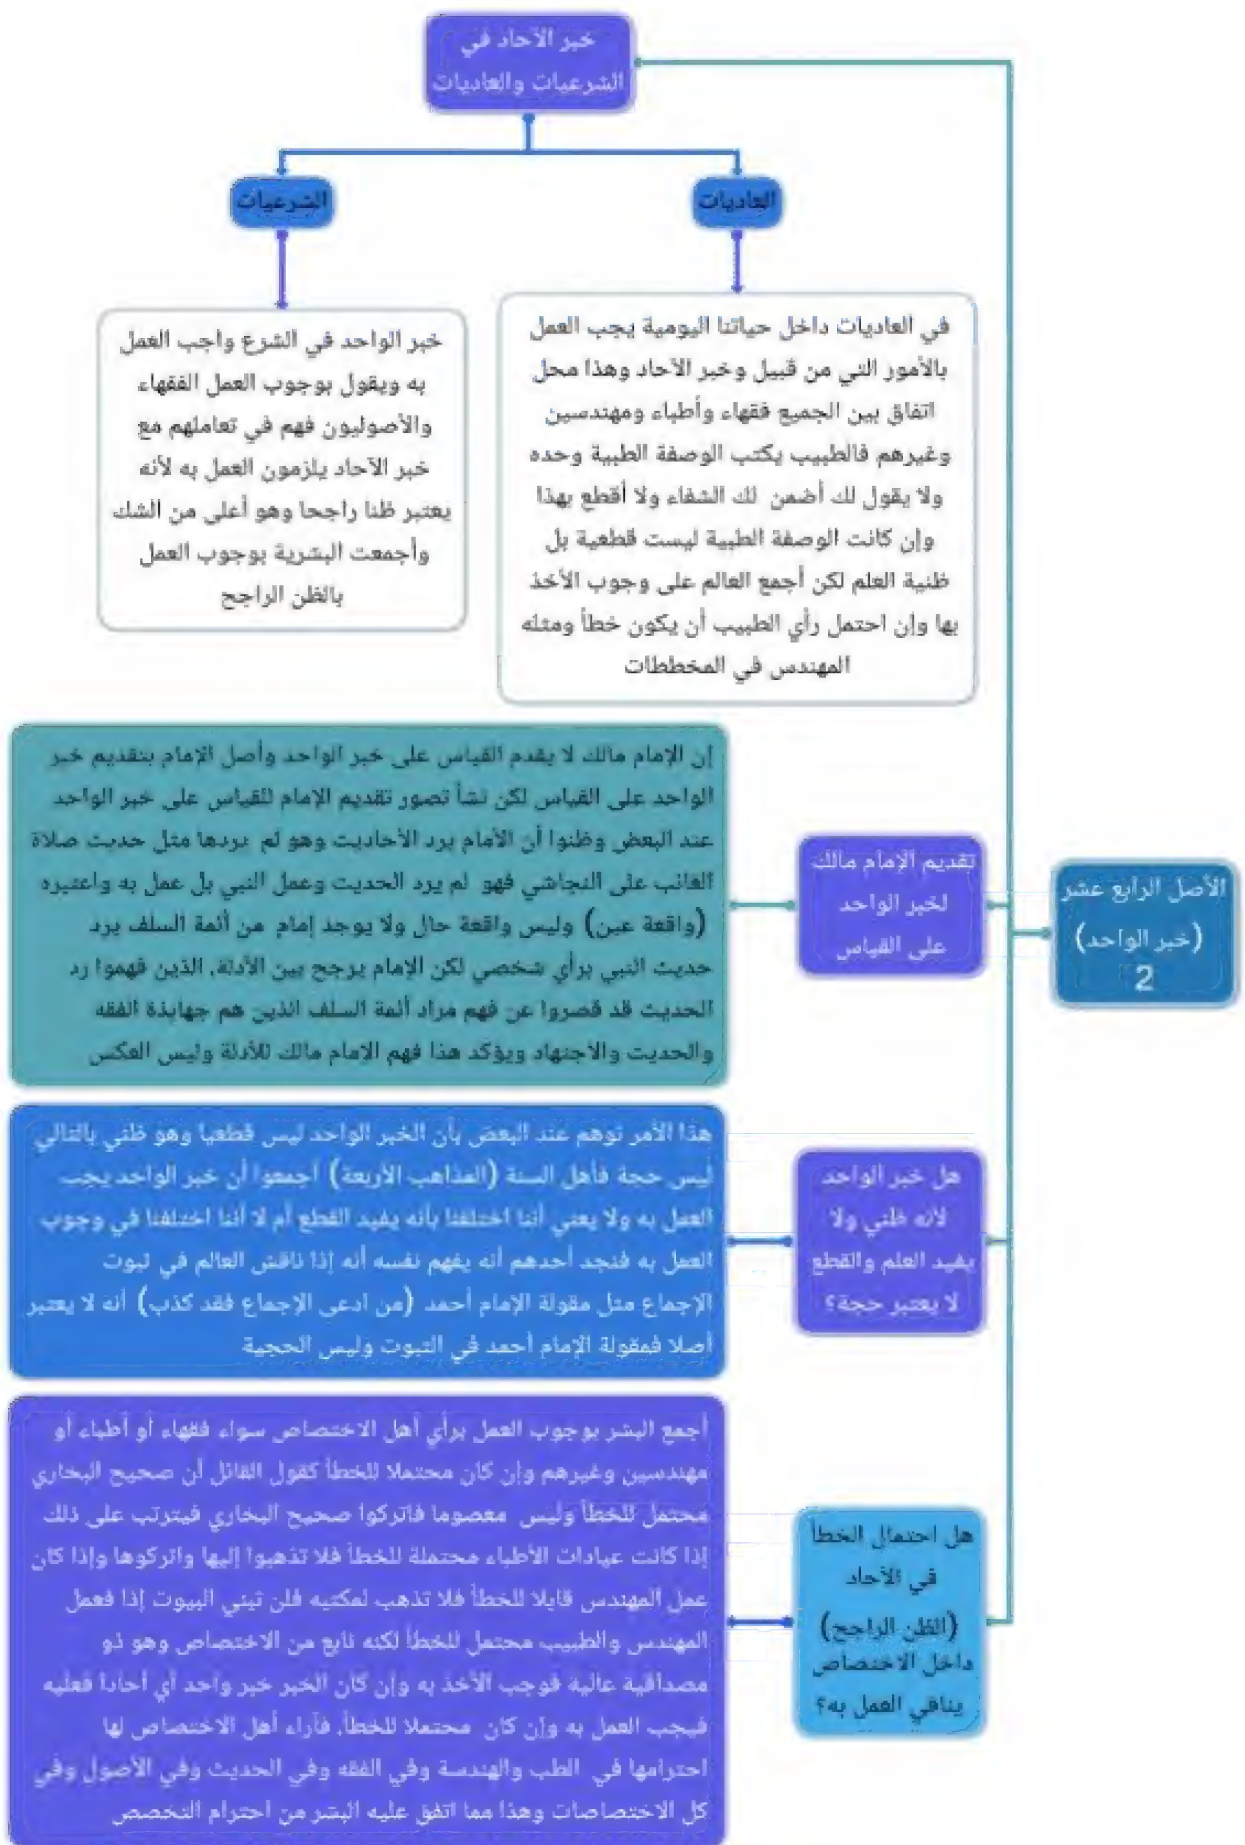 خبر الآحاد في
الشرعيات والعاديات
العاديات
الشرعيات
في العاديات داخل حياتنا اليومية يجب العمل
بالأمور التي من قبيل وخبر الآحاد وهذا محل
اتفاق بين الجميع فقهاء وأطباء ومهندسين
وغيرهم فالطبيب يكتب الوصفة الطبية وحده
ولا يقول لك أضمن لك الشفاء ولا أقطع بهذا
وإن كانت الوصفة الطبية ليست قطعية بل
ظنية العلم لكن أجمع العالم على وجوب الأخذ
بها وإن احتمل رأي الطبيب أن يكون خطأ ومثله
المهندس في المخططات
خبر الواحد في الشرع واجب العمل
به ويقول بوجوب العمل الفقهاء
والأصوليون فهم في تعاملهم مع
خبر الآحاد يلزمون العمل به لأنه
يعتبر ظنا راجحا وهو أعلى من الشك
وأجمعت البشرية بوجوب العمل
بالظن الراجح
الأصل الرابع عشر
(خبر الواحد)
2
تقديم الإمام مالك
لخبر الواحد
على القياس
إن الإمام مالك لا يقدم القياس على خبر الواحد وأصل الإمام بتقديم خبر
الواحد على القياس لكن نشأ تصور تقديم الإمام للقياس على خبر الواحد
عند البعض وظنوا أن الأمام يرد الأحاديث وهو لم يردها مثل حديث صلاة
الغائب على النجاشي فهو لم يرد الحديث وعمل النبي بل عمل به واعتبره
(واقعة عين) وليس واقعة حال ولا يوجد إمام من أئمة السلف يرد
حديث النبي برأي شخصي لكن الإمام يرجح بين الأدلة، الذين فهموا رد
الحديث قد قصروا عن فهم مراد أئمة السلف الذين هم جهابذة الفقه
والحديث والاجتهاد ويؤكد هذا فهم الإمام مالك للأدلة وليس العكس
هل خبر الواحد
لأنه ظني ولا
يفيد العلم والقطع
لا يعتبر حجة؟
هذا الأمر توهم عند البعض بأن الخبر الواحد ليس قطعيا وهو ظني بالتالي
ليس حجة فأهل السنة (المذاهب الأربعة) أجمعوا أن خبر الواحد يجب
العمل به ولا يعني أننا اختلفنا بأنه يفيد القطع أم لا أننا اختلفنا في وجوب
العمل به فنجد أحدهم أنه يفهم نفسه أنه إذا ناقش العالم في ثبوت
الإجماع مثل مقولة الإمام أحمد (من ادعى الإجماع فقد كذب) أنه لا يعتبر
أصلا فمقولة الإمام أحمد في الثبوت وليس الحجية
هل احتمال الخطأ
في الآحاد
(الظن الراجح)
داخل الاختصاص
ينافي العمل به؟
أجمع البشر بوجوب العمل برأي أهل الاختصاص سواء فقهاء أو أطباء أو
مهندسين وغيرهم وإن كان محتملا للخطأ كقول القائل أن صحيح البخاري
محتمل للخطأ وليس معصوما فاتركوا صحيح البخاري فيترتب على ذلك
إذا كانت عيادات الأطباء محتملة للخطأ فلا تذهبوا إليها واتركوها وإذا كان
عمل المهندس قابلا للخطأ فلا تذهب لمكتبه فلن تبني البيوت إذا فعمل
المهندس والطبيب محتمل للخطأ لكنه نابع من الاختصاص وهو ذو
مصدأقية عالية فوجب الأخذ به وإن كان الخبر خبر واحد أي أحادا فعليه
فيجب العمل به وإن كان محتملا للخطأ، فآراء أهل الاختصاص لها
احترامها في الطب والهندسة وفي الفقه وفي الحديث وفي الأصول وفي
كل الاختصاصات وهذا مما اتفق عليه البشر من احترام التخصص